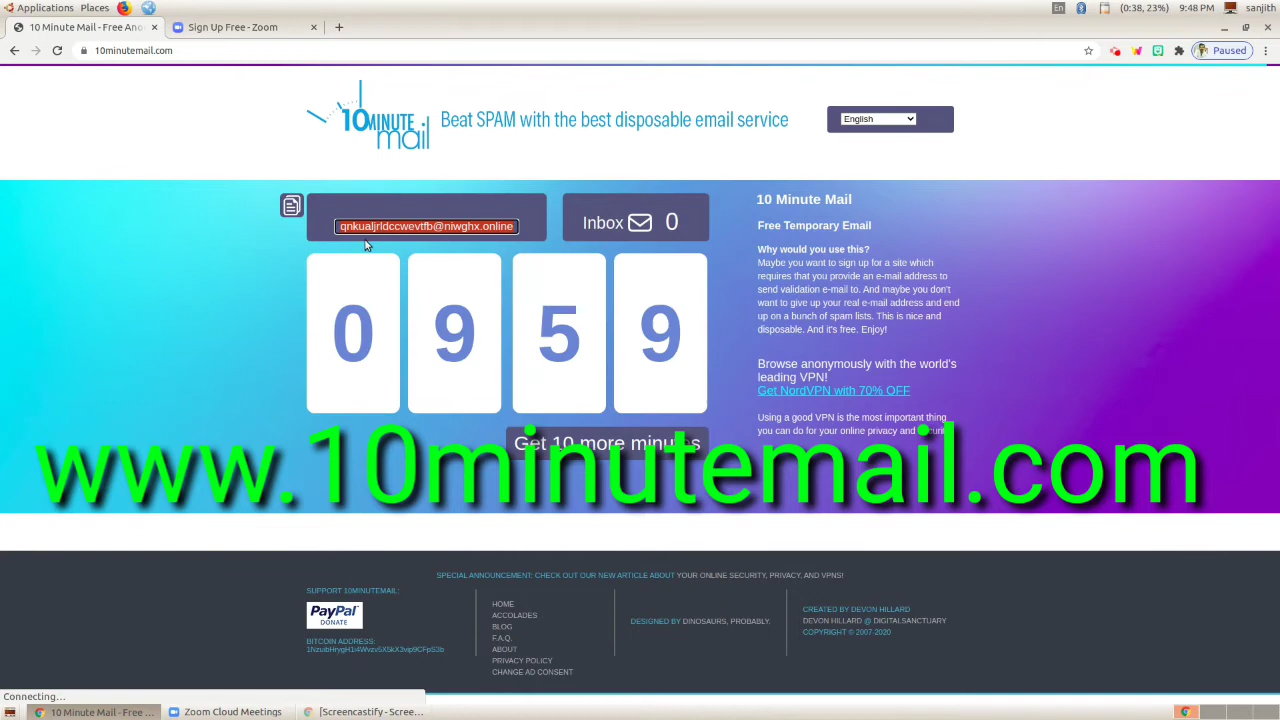 Applications Places En (0:38, 23%) 9:48 PM sanjith
10 Minute Mail - Free Ano
Sign Up Free - Zoom
10minutemail.com
Paused
10MINUTE
mail
Beat SPAM with the best disposable email service
English
qnkualjrldccwevtfb@niwghx.online
Inbox 0
0 9 5 9
Get 10 more minutes
10 Minute Mail
Free Temporary Email
Why would you use this?
Maybe you want to sign up for a site which
requires that you provide an e-mail address to
send validation e-mail to. And maybe you don't
want to give up your real e-mail address and end
up on a bunch of spam lists. This is nice and
disposable. And it's free. Enjoy!
Browse anonymously with the world's
leading VPN!
Get NordVPN with 70% OFF
Using a good VPN is the most important thing
you can do for your online privacy and
www.10minutemail.com
SPECIAL ANNOUNCEMENT: CHECK OUT OUR NEW ARTICLE ABOUT YOUR ONLINE SECURITY, PRIVACY, AND VPNS!
SUPPORT 10MINUTEMAIL:
PayPal
DONATE
BITCOIN ADDRESS:
HOME
ACCOLADES
BLOG
F.A.Q.
ABOUT
PRIVACY POLICY
CHANGE AD CONSENT
DESIGNED BY DINOSAURS, PROBABLY.
CREATED BY DEVON HILLARD
DEVON HILLARD @ DIGITALSANCTUARY
COPYRIGHT © 2007-2020
Connecting...
10 Minute Mail - Free ...
Zoom Cloud Meetings
[Screencastify - Scree...